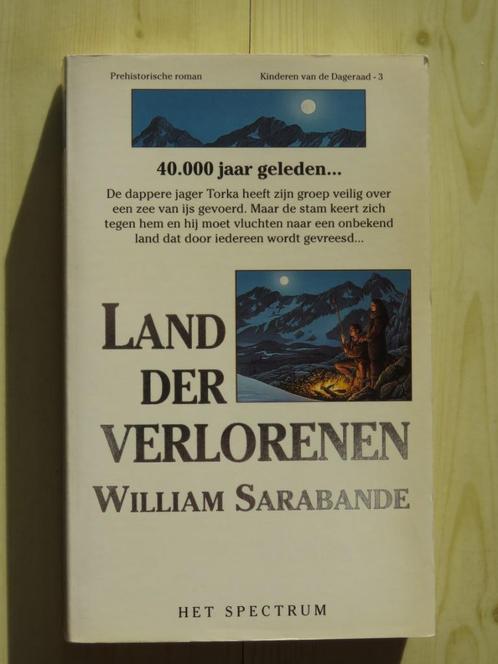 Prehistorische roman Kinderen van de Dageraad - 3
40.000 jaar geleden...
De dappere jager Torka heeft zijn groep veilig over
een zee van ijs gevoerd. Maar de stam keert zich
tegen hem en hij moet vluchten naar een onbekend
land dat door iedereen wordt gevreesd...
LAND
DER
VERLORENEN
WILLIAM SARABANDE
HET SPECTRUM